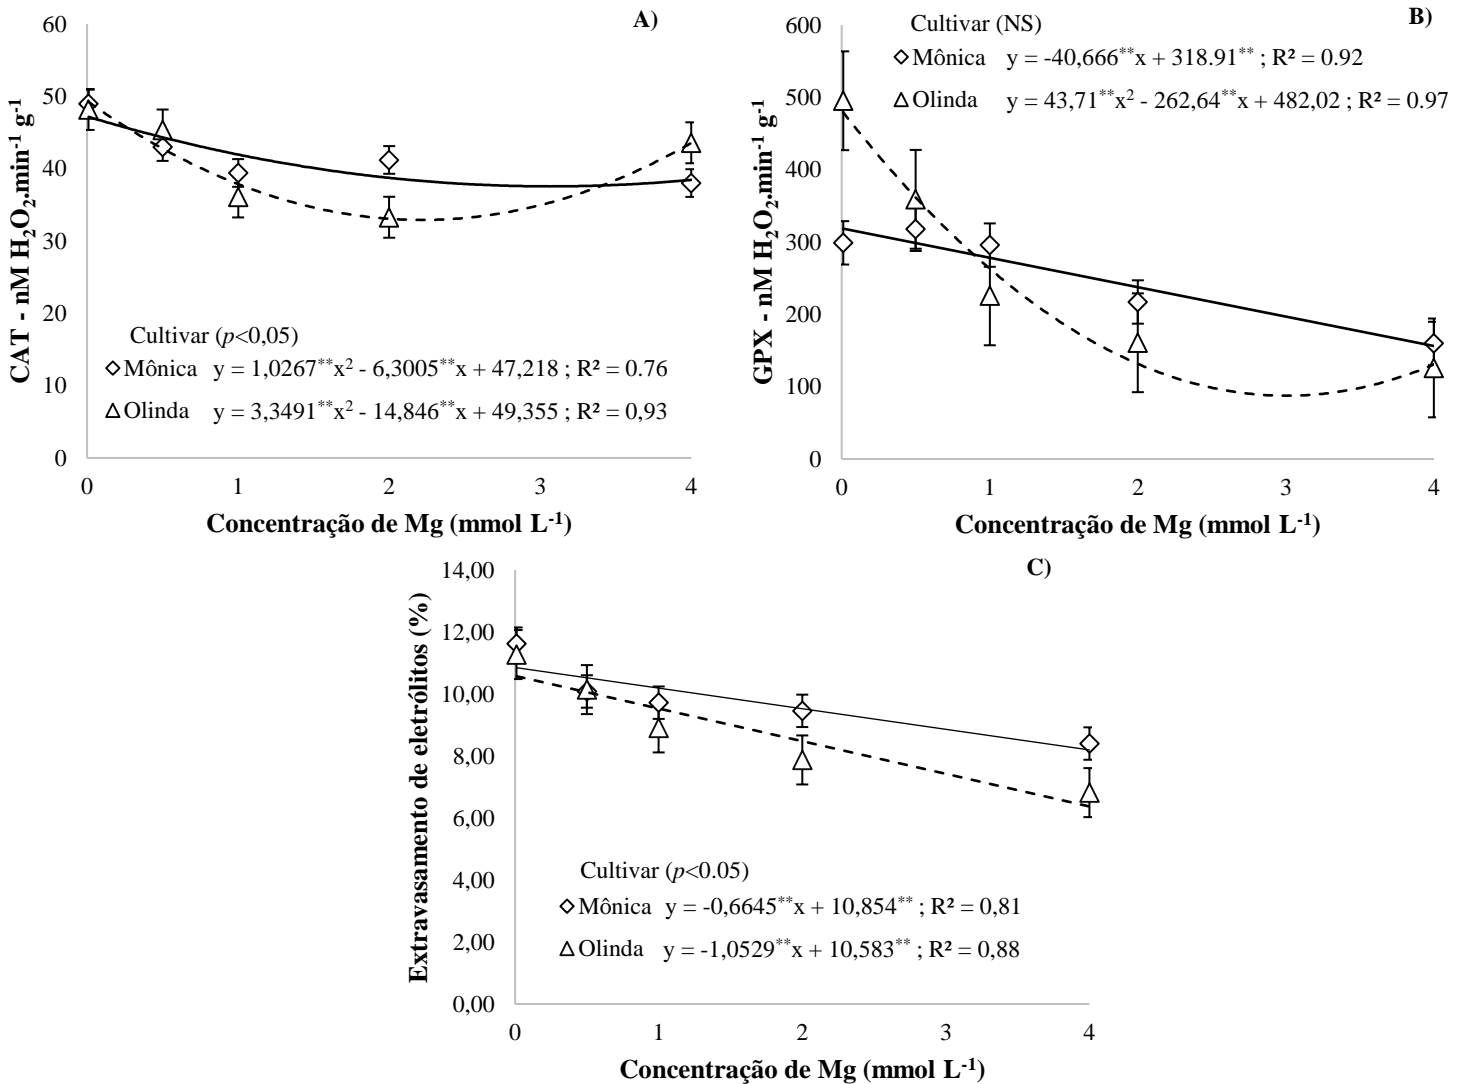 A)
60
50
40
30
20
10
0
CAT - nM H₂O₂.min⁻¹ g⁻¹
Cultivar (p<0,05)
Mônica y = 1,0267**x² - 6,3005**x + 47,218 ; R² = 0.76
Olinda y = 3,3491**x² - 14,846**x + 49,355 ; R² = 0,93
0 1 2 3 4
Concentração de Mg (mmol L⁻¹)
B)
600
500
400
300
200
100
0
GPX - nM H₂O₂.min⁻¹ g⁻¹
Cultivar (NS)
Mônica y = -40,666**x + 318.91** ; R² = 0.92
Olinda y = 43,71**x² - 262,64**x + 482,02 ; R² = 0.97
0 1 2 3 4
Concentração de Mg (mmol L⁻¹)
C)
14,00
12,00
10,00
8,00
6,00
4,00
2,00
0,00
Extravasamento de eletrólitos (%)
Cultivar (p<0.05)
Mônica y = -0,6645**x + 10,854** ; R² = 0,81
Olinda y = -1,0529**x + 10,583** ; R² = 0,88
0 1 2 3 4
Concentração de Mg (mmol L⁻¹)